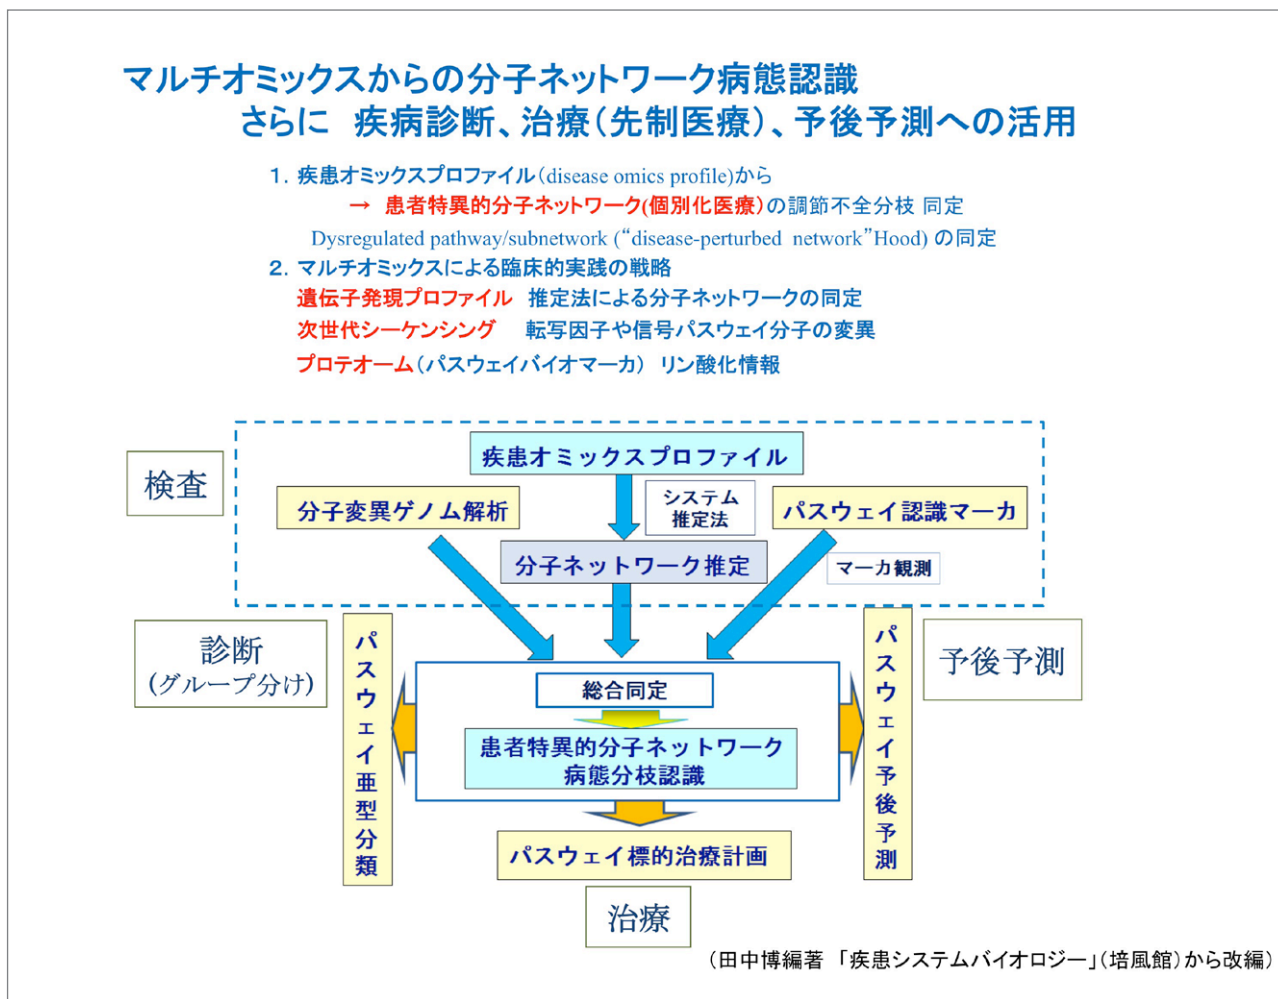 マルチオミックスからの分子ネットワーク病態認識
さらに 疾病診断、治療（先制医療）、予後予測への活用
１．疾患オミックスプロファイル（disease omics profile)から
→ 患者特異的分子ネットワーク(個別化医療）の調節不全分枝 同定
Dysregulated pathway/subnetwork (“disease-perturbed network”Hood) の同定
２．マルチオミックスによる臨床的実践の戦略
遺伝子発現プロファイル 推定法による分子ネットワークの同定
次世代シーケンシング 転写因子や信号パスウェイ分子の変異
プロテオーム（パスウェイバイオマーカ） リン酸化情報
検査
疾患オミックスプロファイル
分子変異ゲノム解析
システム
推定法
パスウェイ認識マーカ
分子ネットワーク推定
マーカ観測
診断
(グループ分け)
パスウェイ亜型分類
総合同定
患者特異的分子ネットワーク
病態分枝認識
パスウェイ予後予測
予後予測
パスウェイ標的治療計画
治療
（田中博編著 「疾患システムバイオロジー」（培風館）から改編）